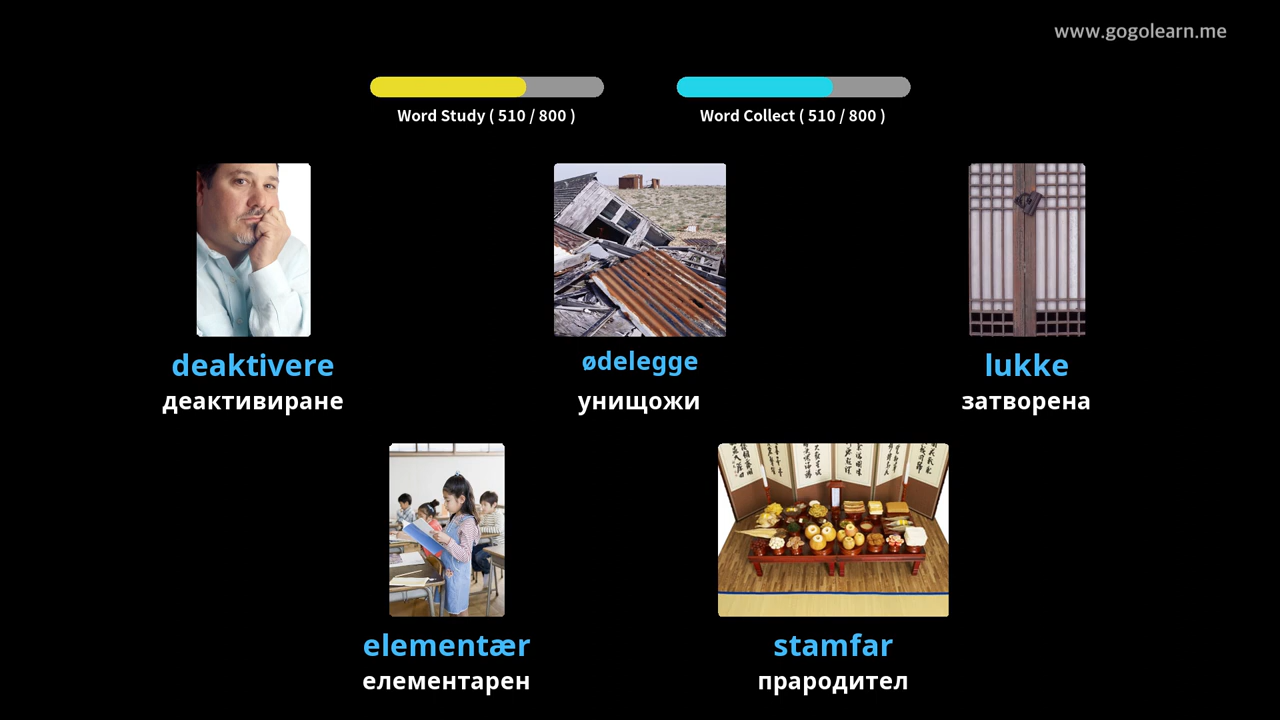 www.gogolearn.me
Word Study ( 510 / 800 )
Word Collect ( 510 / 800 )
deaktivere
деактивиране
ødelegge
унищожи
lukke
затворена
elementær
елементарен
stamfar
прародител